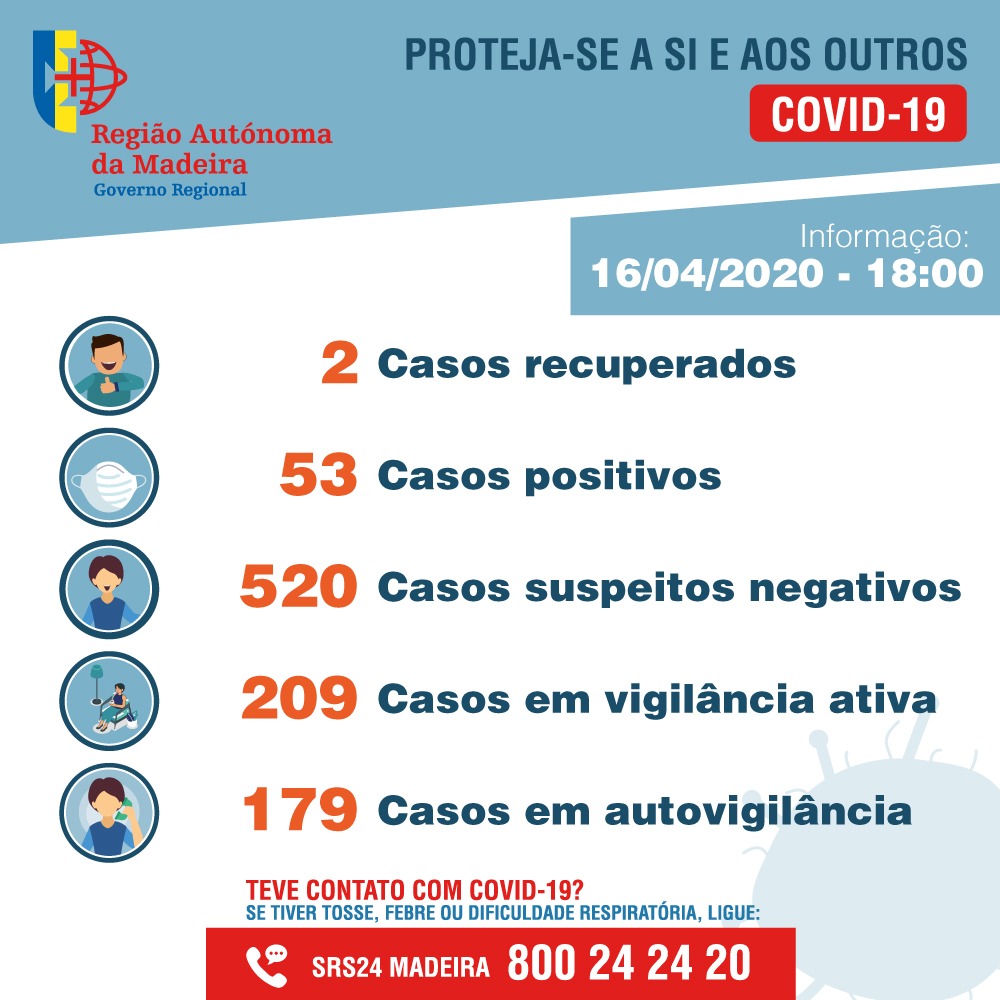 PROTEJA-SE A SI E AOS OUTROS
COVID-19
Região Autónoma
da Madeira
Governo Regional
Informação:
16/04/2020 - 18:00
2 Casos recuperados
53 Casos positivos
520 Casos suspeitos negativos
209 Casos em vigilância ativa
179 Casos em autovigilância
TEVE CONTATO COM COVID-19?
SE TIVER TOSSE, FEBRE OU DIFICULDADE RESPIRATÓRIA, LIGUE:
SRS24 MADEIRA 800 24 24 20